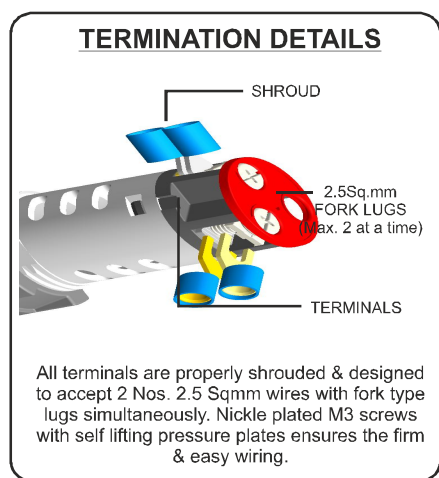 TERMINATION DETAILS
SHROUD
2.5Sq.mm
FORK LUGS
(Max. 2 at a time)
TERMINALS
All terminals are properly shrouded & designed
to accept 2 Nos. 2.5 Sqmm wires with fork type
lugs simultaneously. Nickle plated M3 screws
with self lifting pressure plates ensures the firm
& easy wiring.